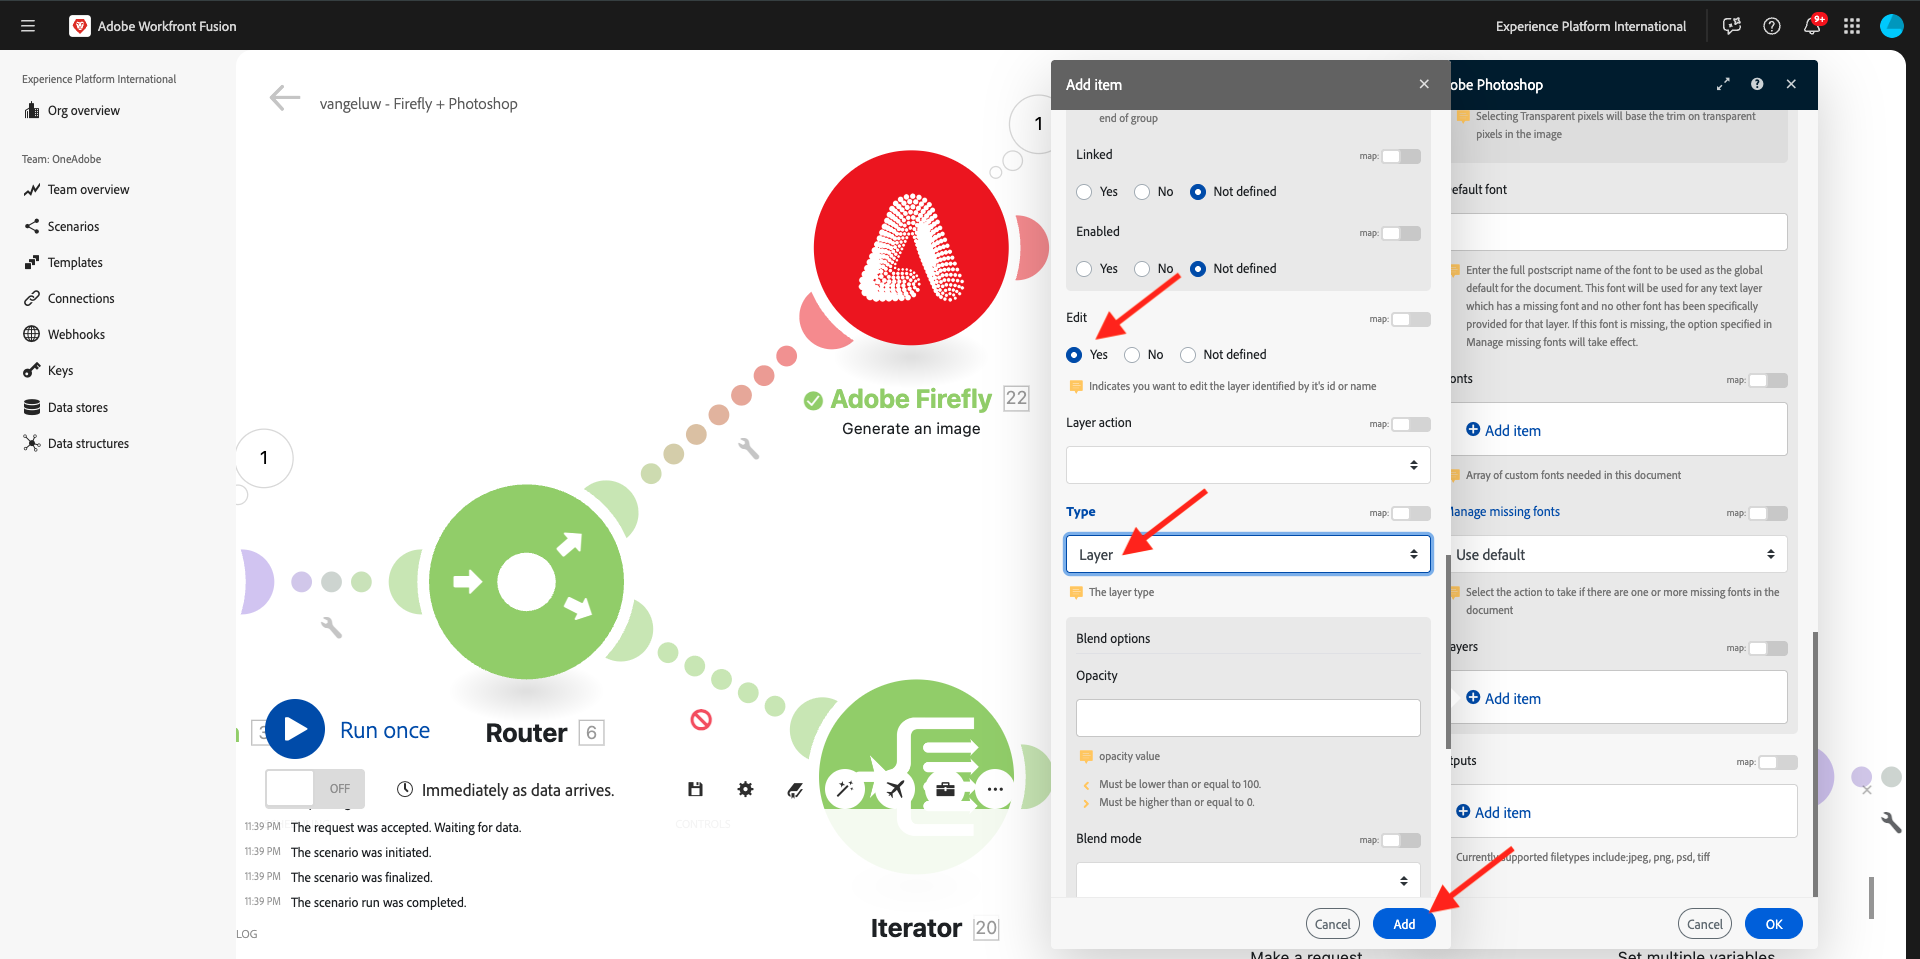 Adobe Workfront Fusion
Experience Platform International
9+
Experience Platform International
Org overview
Team: OneAdobe
Team overview
Scenarios
Templates
Connections
Webhooks
Keys
Data stores
Data structures
vangeluw - Firefly + Photoshop
1
Adobe Firefly 22
Generate an image
1
Router 6
3
Run once
OFF
Immediately as data arrives.
CONTROLS
11:39 PM The request was accepted. Waiting for data.
11:39 PM The scenario was initiated.
11:39 PM The scenario was finalized.
11:39 PM The scenario run was completed.
LOG
Iterator 20
Make a request
Set multiple variables
Add item
end of group
Linked
map:
Yes
No
Not defined
Enabled
map:
Yes
No
Not defined
Edit
map:
Yes
No
Not defined
Indicates you want to edit the layer identified by it's id or name
Layer action
map:
Type
map:
Layer
The layer type
Blend options
Opacity
opacity value
Must be lower than or equal to 100.
Must be higher than or equal to 0.
Blend mode
map:
Cancel
Add
obe Photoshop
Selecting Transparent pixels will base the trim on transparent
pixels in the image
efault font
Enter the full postscript name of the font to be used as the global
default for the document. This font will be used for any text layer
which has a missing font and no other font has been specifically
provided for that layer. If this font is missing, the option specified in
Manage missing fonts will take effect.
onts
map:
Add item
Array of custom fonts needed in this document
Manage missing fonts
map:
Use default
Select the action to take if there are one or more missing fonts in the
document
ayers
map:
Add item
tputs
map:
Add item
Currently supported filetypes include:jpeg, png, psd, tiff
Cancel
OK